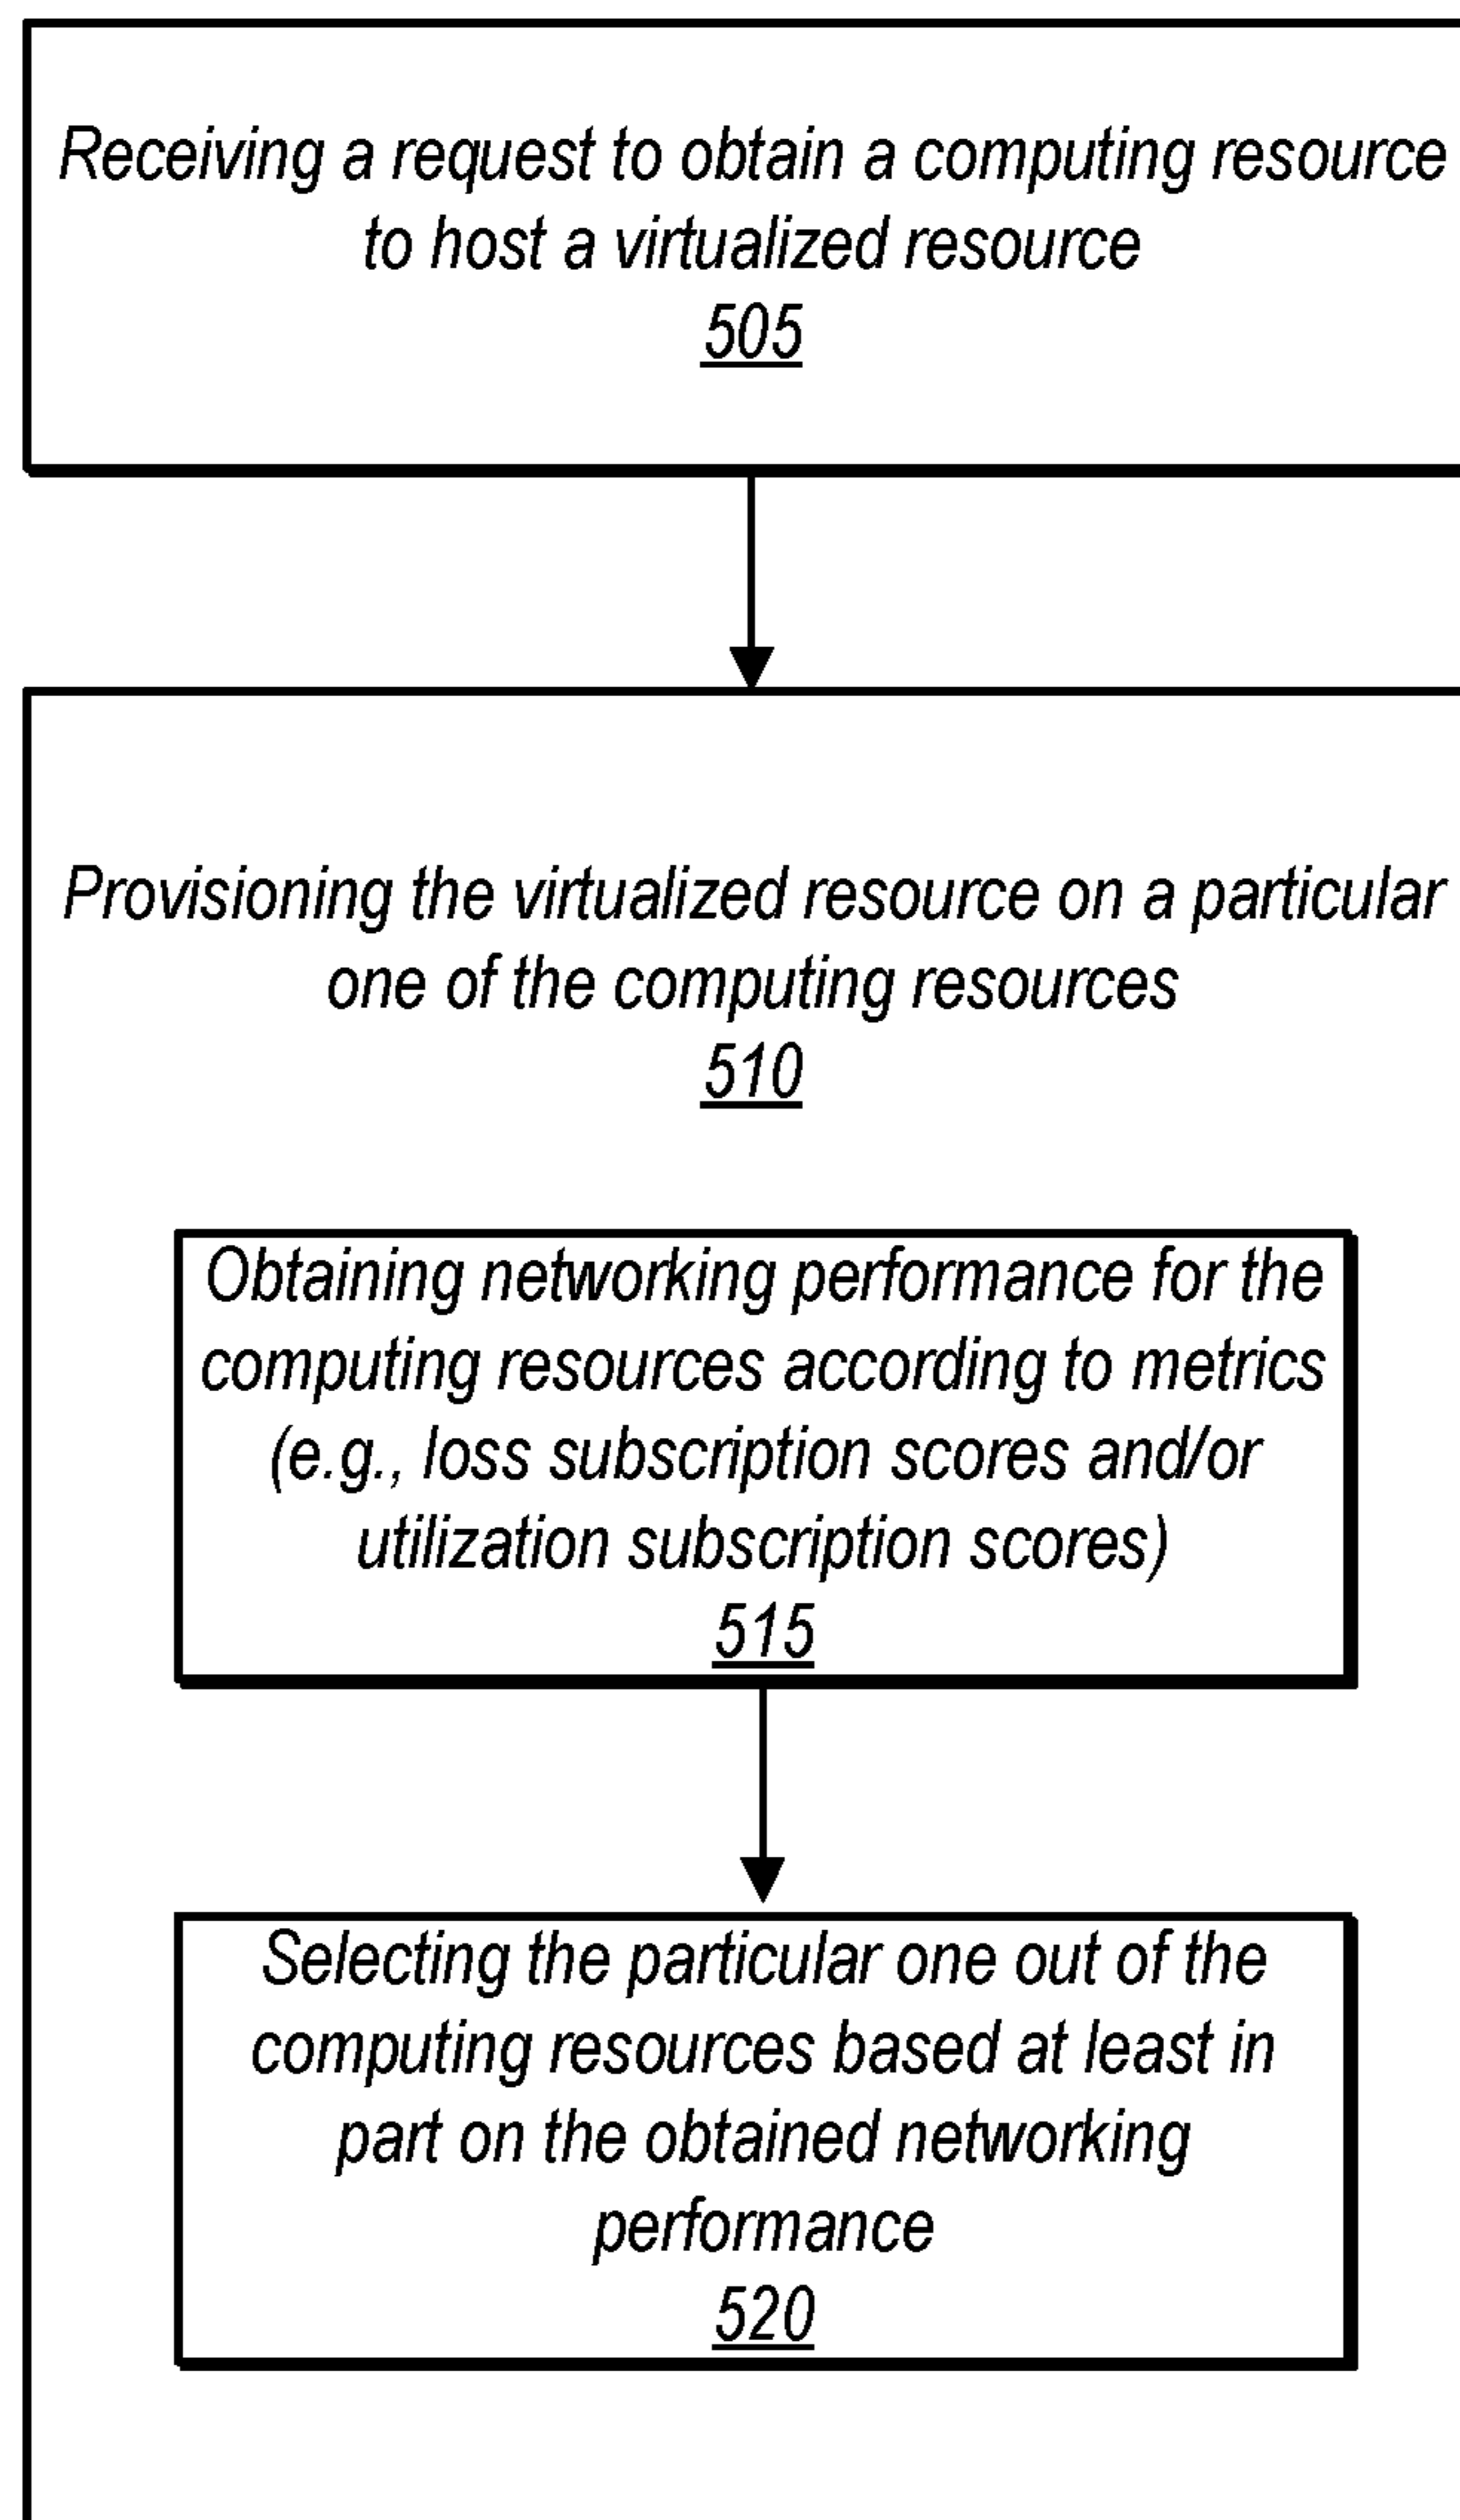 Receiving a request to obtain a computing resource
to host a virtualized resource
505
Provisioning the virtualized resource on a particular
one of the computing resources
510
Obtaining networking performance for the
computing resources according to metrics
(e.g., loss subscription scores and/or
utilization subscription scores)
515
Selecting the particular one out of the
computing resources based at least in
part on the obtained networking
performance
520